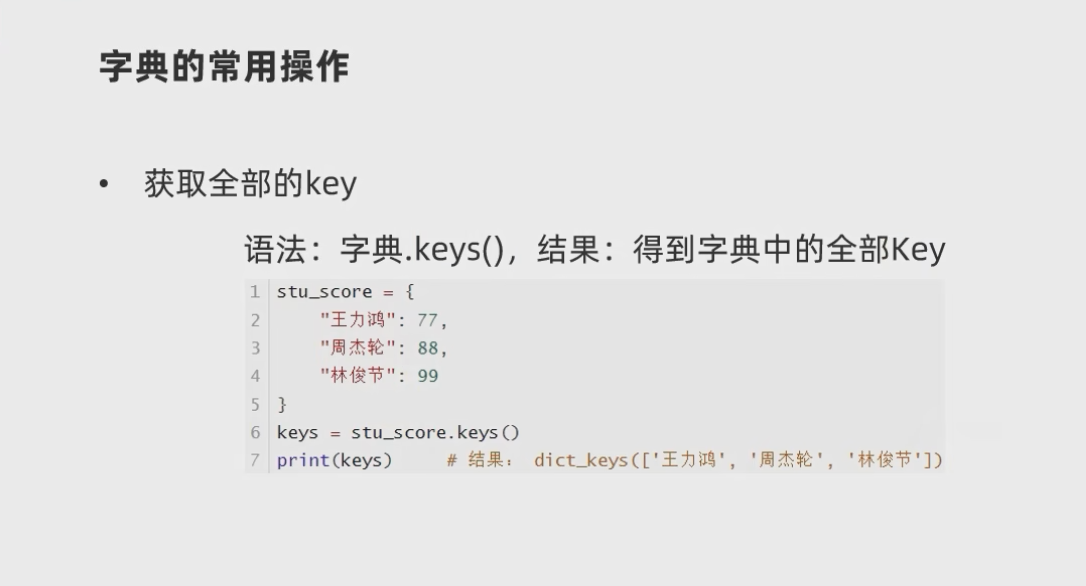 字典的常用操作
• 获取全部的key
语法：字典.keys()，结果：得到字典中的全部Key
1 stu_score = {
2     "王力鸿": 77,
3     "周杰轮": 88,
4     "林俊节": 99
5 }
6 keys = stu_score.keys()
7 print(keys)     # 结果： dict_keys(['王力鸿', '周杰轮', '林俊节'])